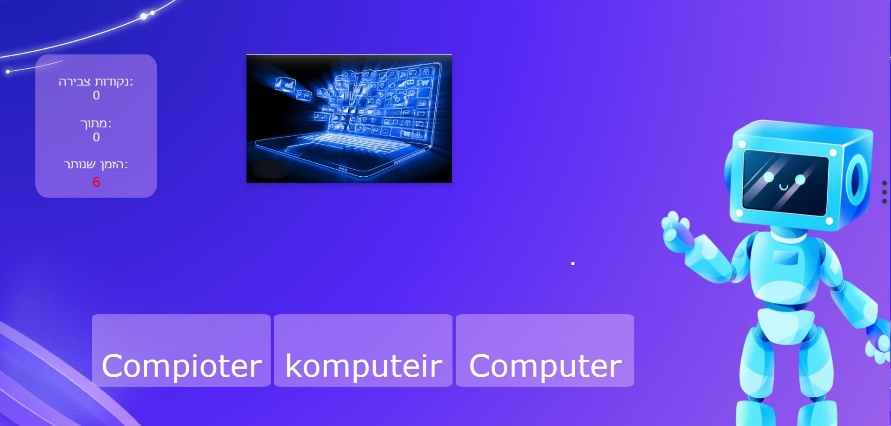 נקודות צבירה:
0
מתוך:
0
הזמן שנותר:
6
Compioter
komputeir
Computer